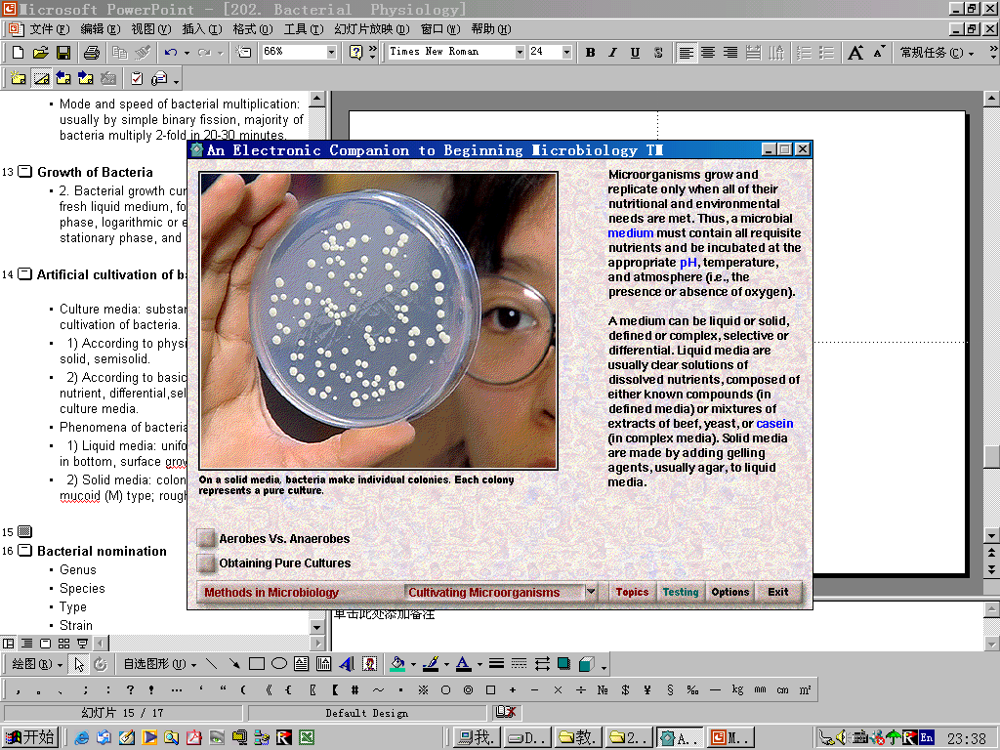 Microsoft PowerPoint - [202. Bacterial Physiology]
文件(F) 编辑(E) 视图(V) 插入(I) 格式(O) 工具(T) 幻灯片放映(D) 窗口(W) 帮助(H)
66% Times New Roman 24 B I U S A A 常规任务(C)
• Mode and speed of bacterial multiplication:
usually by simple binary fission, majority of
bacteria multiply 2-fold in 20-30 minutes.
13 Growth of Bacteria
• 2. Bacterial growth cur
fresh liquid medium, fo
phase, logarithmic or e
stationary phase, and
14 Artificial cultivation of ba
• Culture media: substan
cultivation of bacteria.
• 1) According to physi
solid, semisolid.
• 2) According to basic
nutrient, differential,sel
culture media.
• Phenomena of bacteria
• 1) Liquid media: unifo
in bottom, surface grow
• 2) Solid media: colon
mucoid (M) type; rough
15
16 Bacterial nomination
• Genus
• Species
• Type
• Strain
An Electronic Companion to Beginning Microbiology TM
Microorganisms grow and
replicate only when all of their
nutritional and environmental
needs are met. Thus, a microbial
medium must contain all requisite
nutrients and be incubated at the
appropriate pH, temperature,
and atmosphere (i.e., the
presence or absence of oxygen).
A medium can be liquid or solid,
defined or complex, selective or
differential. Liquid media are
usually clear solutions of
dissolved nutrients, composed of
either known compounds (in
defined media) or mixtures of
extracts of beef, yeast, or casein
(in complex media). Solid media
are made by adding gelling
agents, usually agar, to liquid
media.
On a solid media, bacteria make individual colonies. Each colony
represents a pure culture.
Aerobes Vs. Anaerobes
Obtaining Pure Cultures
Methods in Microbiology Cultivating Microorganisms Topics Testing Options Exit
单击此处添加备注
绘图(R) 自选图形(U)
， 。 、 ； ： ？ ！ … ‘ “ （ 《 { 〖 【 # ～ · ※ ○ ◎ □ + － × ÷ № $ ￥ § ‰ — kg mm cm m²
幻灯片 15 / 17 Default Design
开始 我. D.. 教. 2.. A.. M.. En 23:38